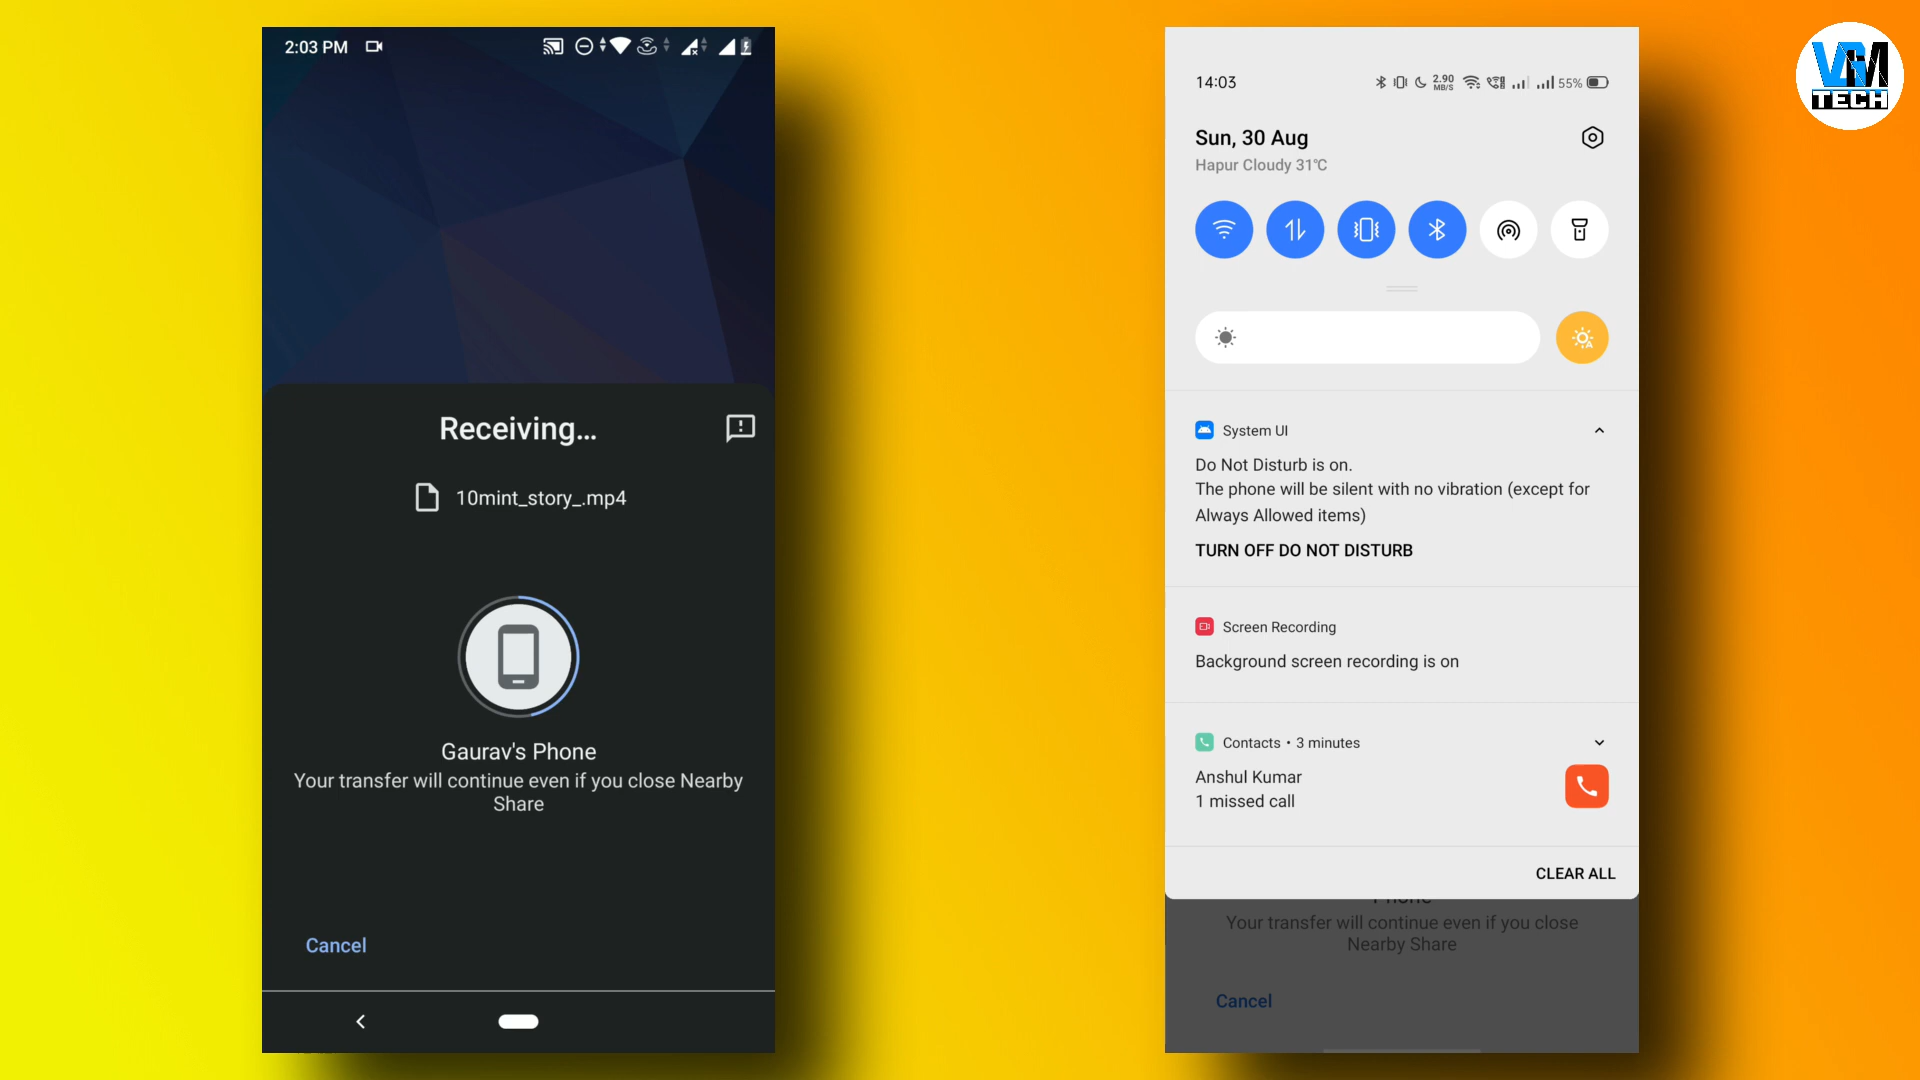 2:03 PM
Receiving...
10mint_story_.mp4
Gaurav's Phone
Your transfer will continue even if you close Nearby
Share
Cancel
14:03
2.90
MB/S
55%
Sun, 30 Aug
Hapur Cloudy 31°C
System UI
Do Not Disturb is on.
The phone will be silent with no vibration (except for
Always Allowed items)
TURN OFF DO NOT DISTURB
Screen Recording
Background screen recording is on
Contacts • 3 minutes
Anshul Kumar
1 missed call
CLEAR ALL
Phone
Your transfer will continue even if you close
Nearby Share
Cancel
TECH